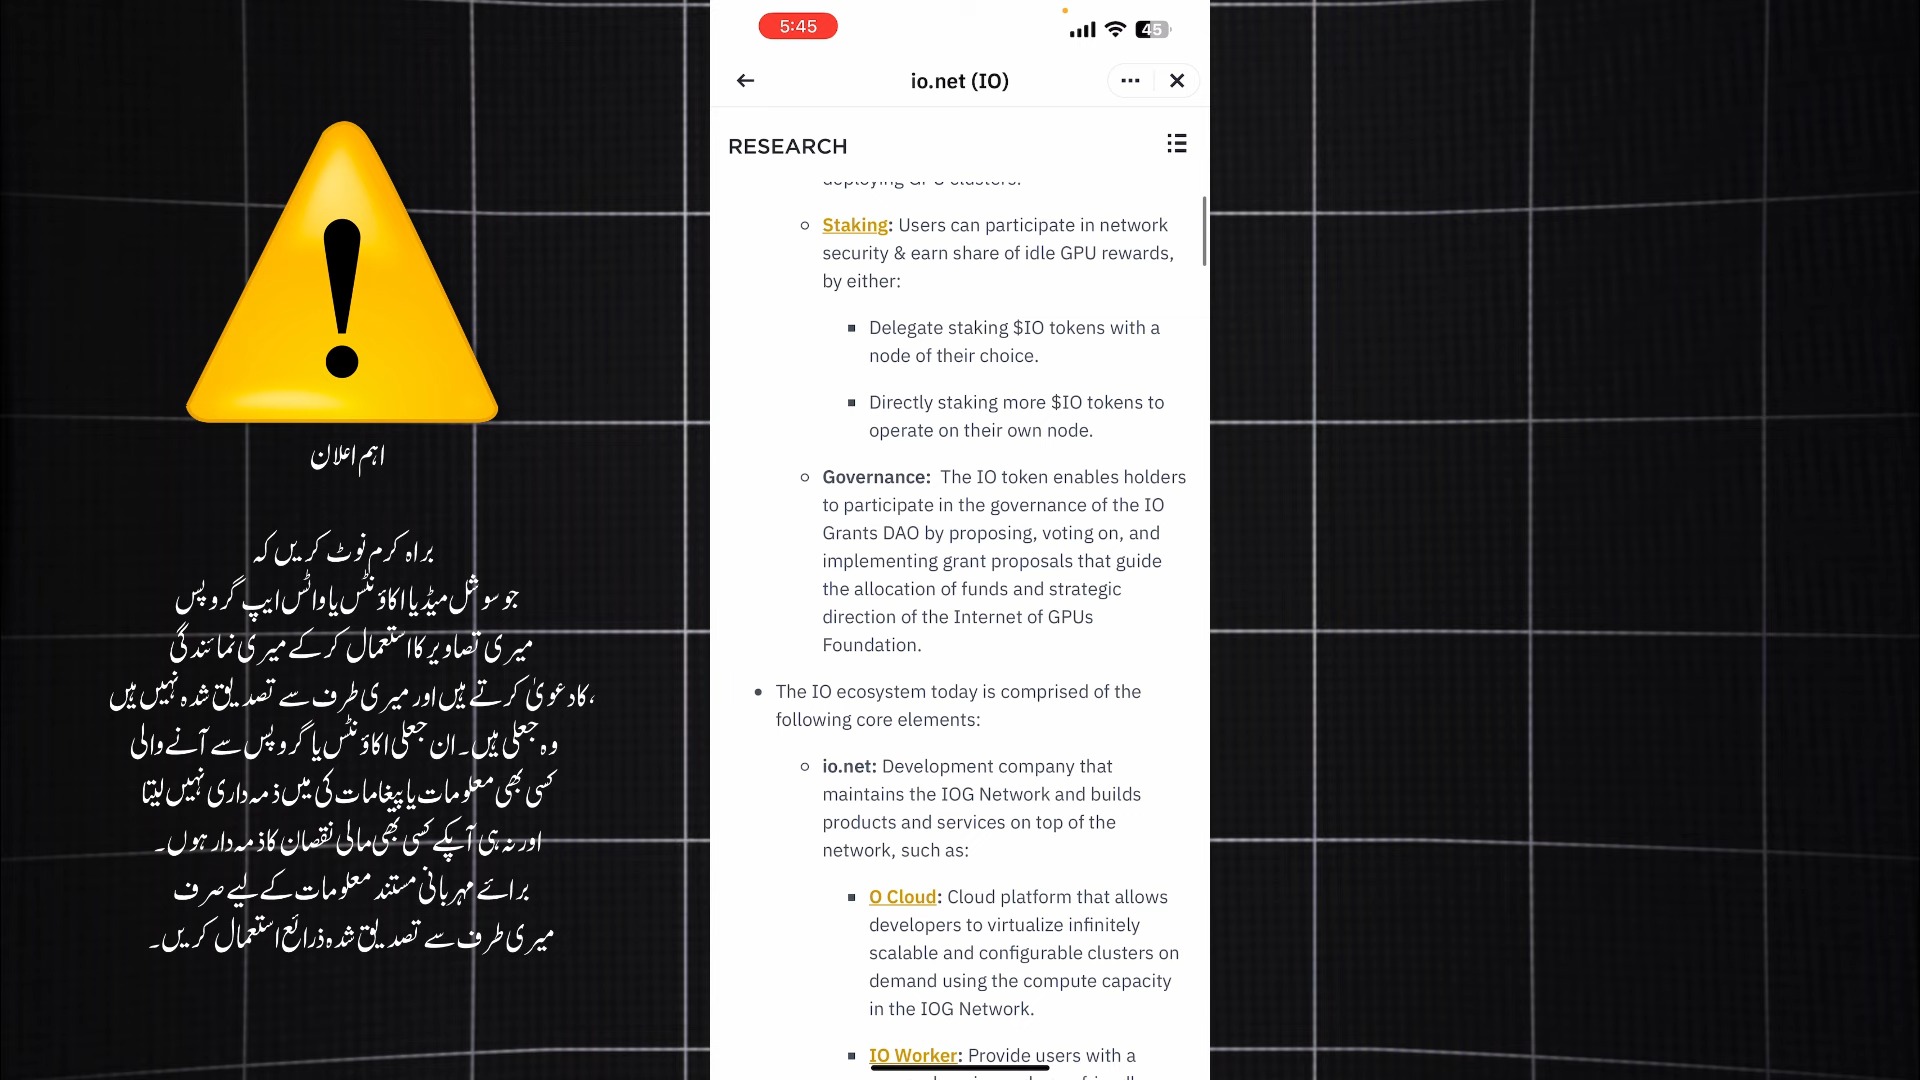 اہم اعلان
براہ کرم نوٹ کریں کہ
جو سوشل میڈیا اکاؤنٹس یا واٹس ایپ گروپس
میری تصاویر کا استعمال کر کے میری نمائندگی
کا دعویٰ کرتے ہیں اور میری طرف سے تصدیق شدہ نہیں ہیں،
وہ جعلی ہیں۔ ان جعلی اکاؤنٹس یا گروپس سے آنے والی
کسی بھی معلومات یا پیغامات کی میں ذمہ داری نہیں لیتا
اور نہ ہی آپکے کسی بھی مالی نقصان کا ذمہ دار ہوں۔
برائے مہربانی مستند معلومات کے لیے صرف
میری طرف سے تصدیق شدہ ذرائع استعمال کریں۔
5:45
45
io.net (IO)
RESEARCH
deploying GPU clusters.
Staking: Users can participate in network
security & earn share of idle GPU rewards,
by either:
Delegate staking $IO tokens with a
node of their choice.
Directly staking more $IO tokens to
operate on their own node.
Governance: The IO token enables holders
to participate in the governance of the IO
Grants DAO by proposing, voting on, and
implementing grant proposals that guide
the allocation of funds and strategic
direction of the Internet of GPUs
Foundation.
The IO ecosystem today is comprised of the
following core elements:
io.net: Development company that
maintains the IOG Network and builds
products and services on top of the
network, such as:
O Cloud: Cloud platform that allows
developers to virtualize infinitely
scalable and configurable clusters on
demand using the compute capacity
in the IOG Network.
IO Worker: Provide users with a